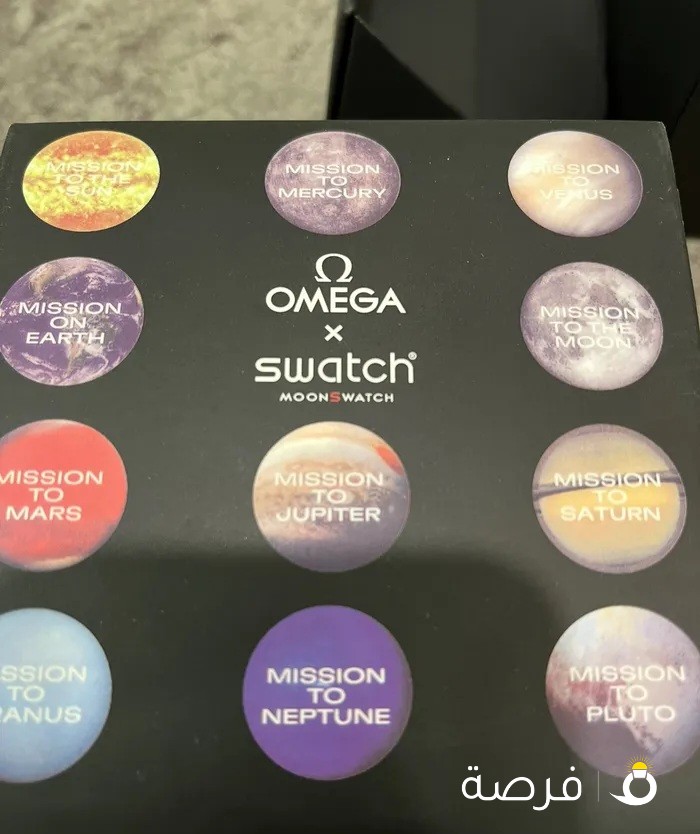 MISSION
TO THE
SUN
MISSION
TO
MERCURY
MISSION
TO
VENUS
MISSION
ON
EARTH
Ω
OMEGA
×
swatch®
MOONSWATCH
MISSION
TO THE
MOON
MISSION
TO
MARS
MISSION
TO
JUPITER
MISSION
TO
SATURN
SSION
TO
RANUS
MISSION
TO
NEPTUNE
MISSION
TO
PLUTO
فرصة